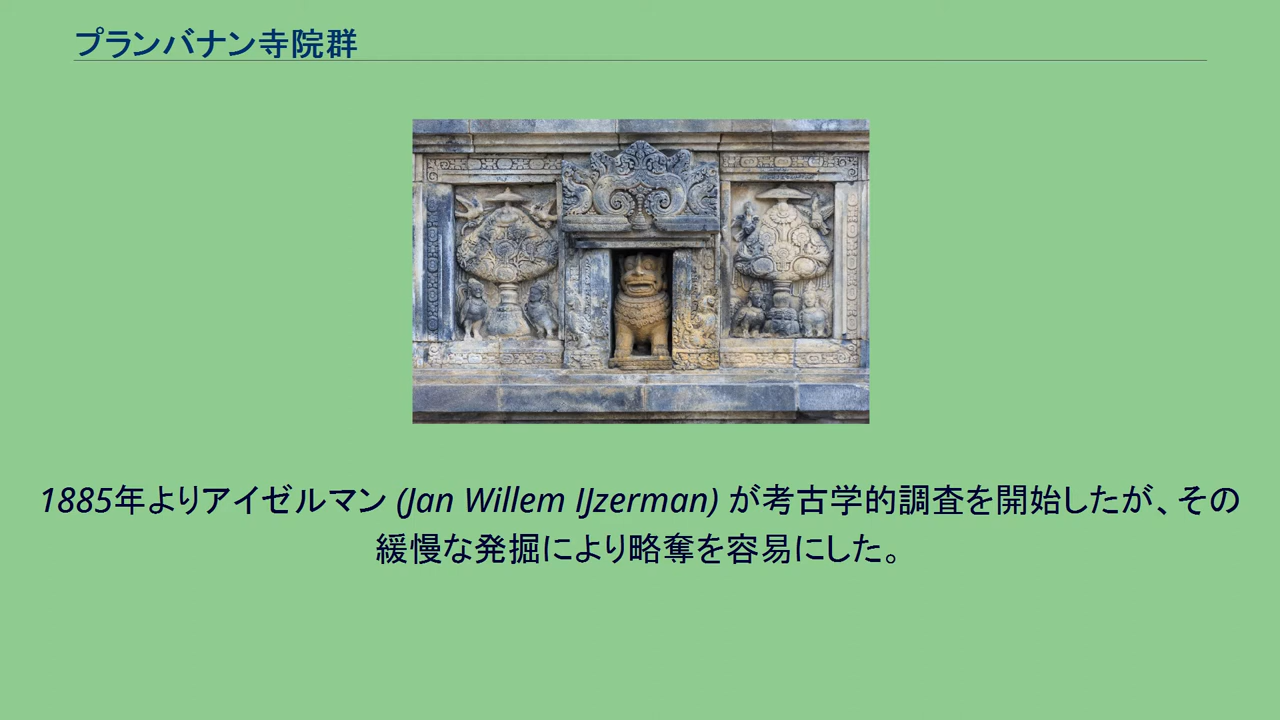 プランバナン寺院群
1885年よりアイゼルマン (Jan Willem IJzerman) が考古学的調査を開始したが、その
緩慢な発掘により略奪を容易にした。